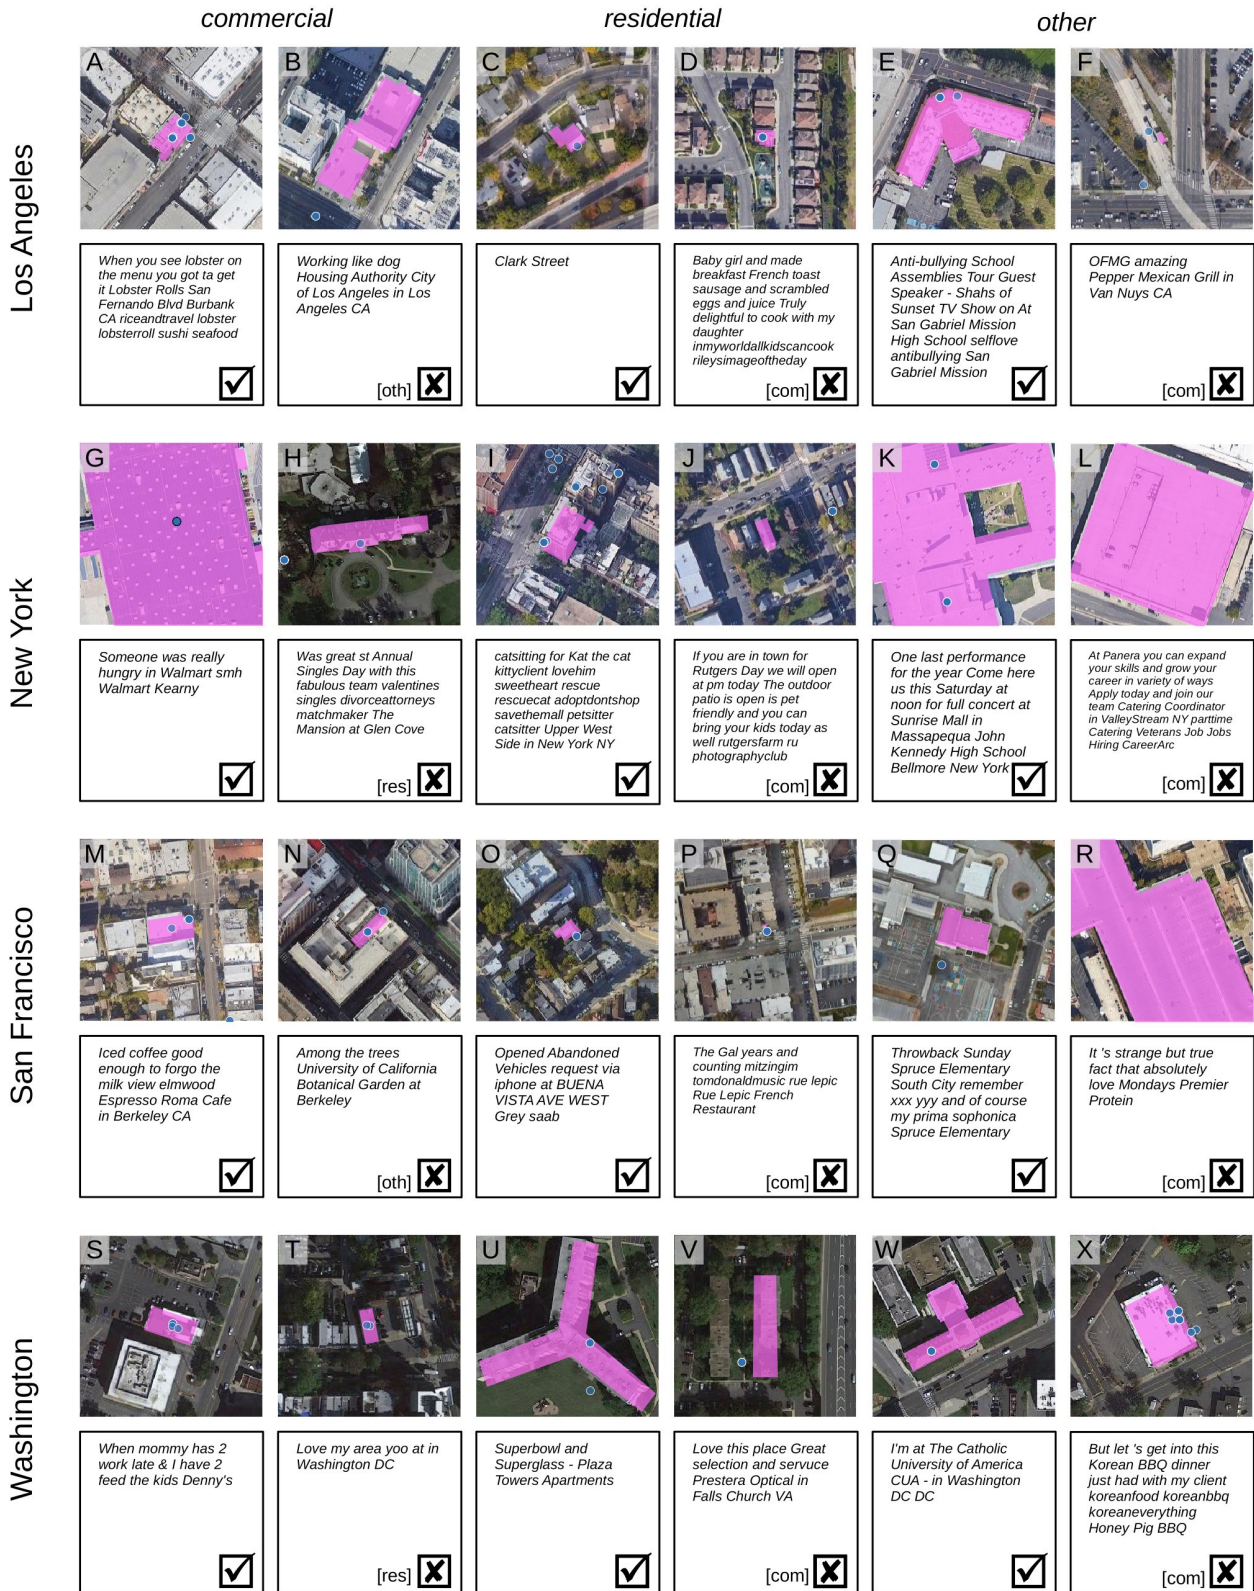 commercial
residential
other
Los Angeles
A
B
C
D
E
F
When you see lobster on
the menu you got ta get
it Lobster Rolls San
Fernando Blvd Burbank
CA riceandtravel lobster
lobsterroll sushi seafood
Working like dog
Housing Authority City
of Los Angeles in Los
Angeles CA
[oth]
Clark Street
Baby girl and made
breakfast French toast
sausage and scrambled
eggs and juice Truly
delightful to cook with my
daughter
inmyworldallkidscancook
rileysimageoftheday
[com]
Anti-bullying School
Assemblies Tour Guest
Speaker - Shahs of
Sunset TV Show on At
San Gabriel Mission
High School selflove
antibullying San
Gabriel Mission
OFMG amazing
Pepper Mexican Grill in
Van Nuys CA
[com]
New York
G
H
I
J
K
L
Someone was really
hungry in Walmart smh
Walmart Kearny
Was great st Annual
Singles Day with this
fabulous team valentines
singles divorceattorneys
matchmaker The
Mansion at Glen Cove
[res]
catsitting for Kat the cat
kittyclient lovehim
sweetheart rescue
rescuecat adoptdontshop
savethemall petsitter
catsitter Upper West
Side in New York NY
If you are in town for
Rutgers Day we will open
at pm today The outdoor
patio is open is pet
friendly and you can
bring your kids today as
well rutgersfarm ru
photographyclub
[com]
One last performance
for the year Come here
us this Saturday at
noon for full concert at
Sunrise Mall in
Massapequa John
Kennedy High School
Bellmore New York
At Panera you can expand
your skills and grow your
career in variety of ways
Apply today and join our
team Catering Coordinator
in ValleyStream NY parttime
Catering Veterans Job Jobs
Hiring CareerArc
[com]
San Francisco
M
N
O
P
Q
R
Iced coffee good
enough to forgo the
milk view elmwood
Espresso Roma Cafe
in Berkeley CA
Among the trees
University of California
Botanical Garden at
Berkeley
[oth]
Opened Abandoned
Vehicles request via
iphone at BUENA
VISTA AVE WEST
Grey saab
The Gal years and
counting mitzingim
tomdonaldmusic rue lepic
Rue Lepic French
Restaurant
[com]
Throwback Sunday
Spruce Elementary
South City remember
xxx yyy and of course
my prima sophonica
Spruce Elementary
It 's strange but true
fact that absolutely
love Mondays Premier
Protein
[com]
Washington
S
T
U
V
W
X
When mommy has 2
work late & I have 2
feed the kids Denny's
Love my area yoo at in
Washington DC
[res]
Superbowl and
Superglass - Plaza
Towers Apartments
Love this place Great
selection and servuce
Prestera Optical in
Falls Church VA
[com]
I'm at The Catholic
University of America
CUA - in Washington
DC DC
But let 's get into this
Korean BBQ dinner
just had with my client
koreanfood koreanbbq
koreaneverything
Honey Pig BBQ
[com]